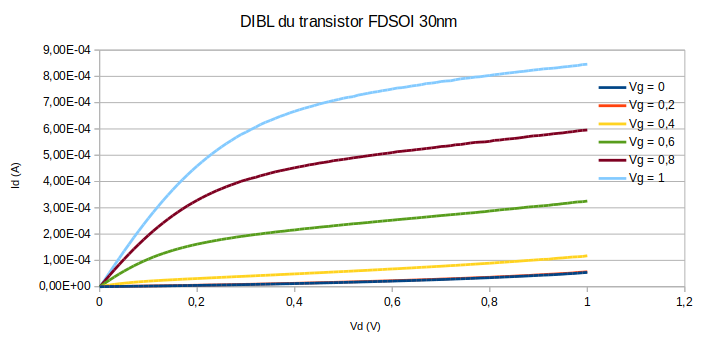 DIBL du transistor FDSOI 30nm
9,00E-04
8,00E-04
7,00E-04
6,00E-04
5,00E-04
4,00E-04
3,00E-04
2,00E-04
1,00E-04
0,00E+00
Id (A)
Vg = 0
Vg = 0,2
Vg = 0,4
Vg = 0,6
Vg = 0,8
Vg = 1
0 0,2 0,4 0,6 0,8 1 1,2
Vd (V)